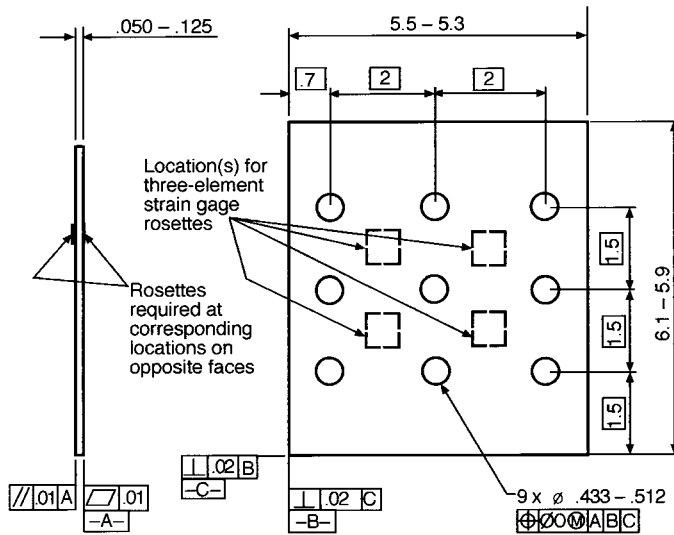 .050 – .125
5.5 – 5.3
.7
2
2
Location(s) for
three-element
strain gage
rosettes
Rosettes
required at
corresponding
locations on
opposite faces
1.5
1.5
1.5
6.1 – 5.9
// .01 A
⏥ .01
–A–
⊥ .02 B
–C–
⊥ .02 C
–B–
9 x ø .433 – .512
⌖ Ø0 Ⓜ A B C